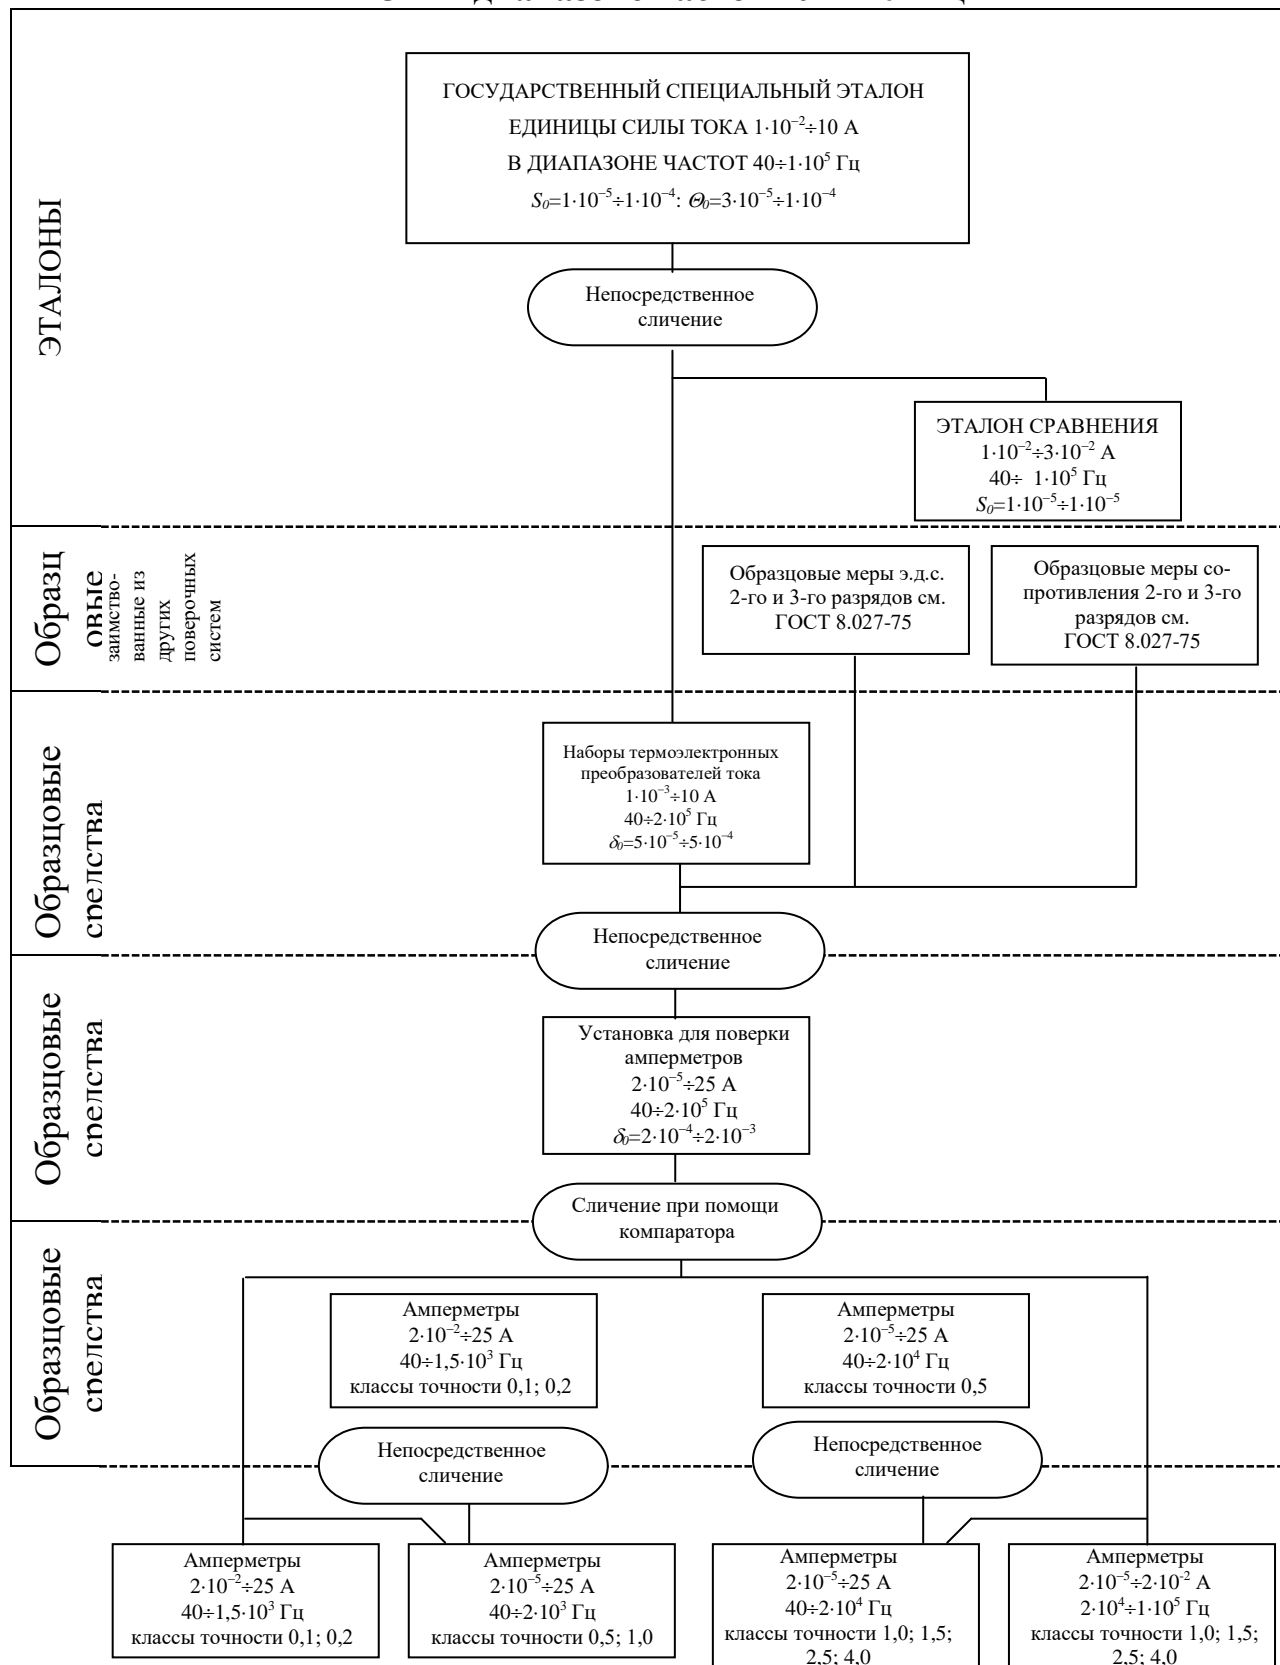 ГОСУДАРСТВЕННЫЙ СПЕЦИАЛЬНЫЙ ЭТАЛОН
ЕДИНИЦЫ СИЛЫ ТОКА 1·10⁻²÷10 А
В ДИАПАЗОНЕ ЧАСТОТ 40÷1·10⁵ Гц
S₀=1·10⁻⁵÷1·10⁻⁴: Θ₀=3·10⁻⁵÷1·10⁻⁴
ЭТАЛОНЫ
Непосредственное
сличение
ЭТАЛОН СРАВНЕНИЯ
1·10⁻²÷3·10⁻² А
40÷ 1·10⁵ Гц
S₀=1·10⁻⁵÷1·10⁻⁵
Образц
овые
заимство-
ванные из
других
поверочных
систем
Образцовые меры э.д.с.
2-го и 3-го разрядов см.
ГОСТ 8.027-75
Образцовые меры со-
противления 2-го и 3-го
разрядов см.
ГОСТ 8.027-75
Образцовые
средства
Наборы термоэлектронных
преобразователей тока
1·10⁻³÷10 А
40÷2·10⁵ Гц
δ₀=5·10⁻⁵÷5·10⁻⁴
Непосредственное
сличение
Образцовые
средства
Установка для поверки
амперметров
2·10⁻⁵÷25 А
40÷2·10⁵ Гц
δ₀=2·10⁻⁴÷2·10⁻³
Сличение при помощи
компаратора
Образцовые
средства
Амперметры
2·10⁻²÷25 А
40÷1,5·10³ Гц
классы точности 0,1; 0,2
Амперметры
2·10⁻⁵÷25 А
40÷2·10⁴ Гц
классы точности 0,5
Непосредственное
сличение
Непосредственное
сличение
Амперметры
2·10⁻²÷25 А
40÷1,5·10³ Гц
классы точности 0,1; 0,2
Амперметры
2·10⁻⁵÷25 А
40÷2·10³ Гц
классы точности 0,5; 1,0
Амперметры
2·10⁻⁵÷25 А
40÷2·10⁴ Гц
классы точности 1,0; 1,5;
2,5; 4,0
Амперметры
2·10⁻⁵÷2·10⁻² А
2·10⁴÷1·10⁵ Гц
классы точности 1,0; 1,5;
2,5; 4,0